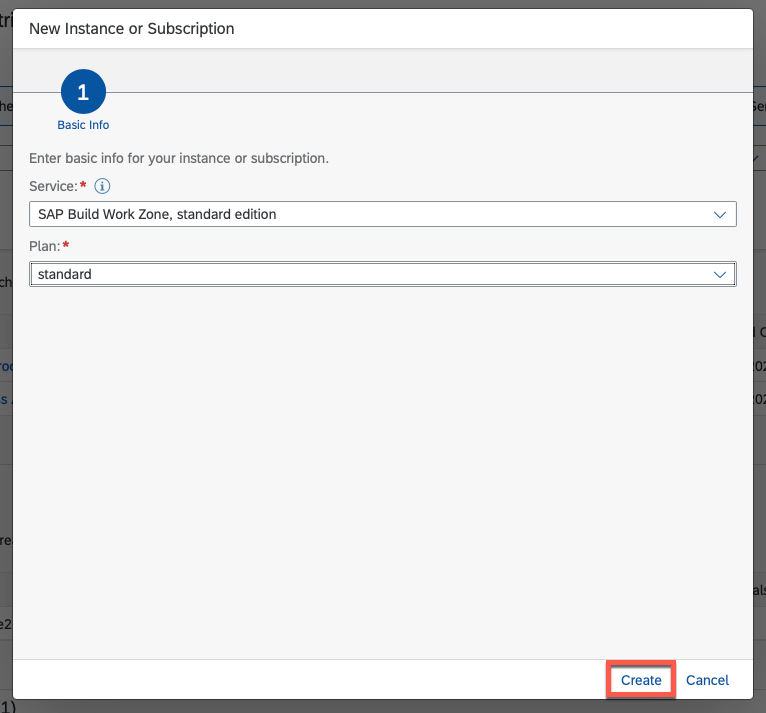 New Instance or Subscription
1
Basic Info
Enter basic info for your instance or subscription.
Service:* i
SAP Build Work Zone, standard edition
Plan:*
standard
Create Cancel